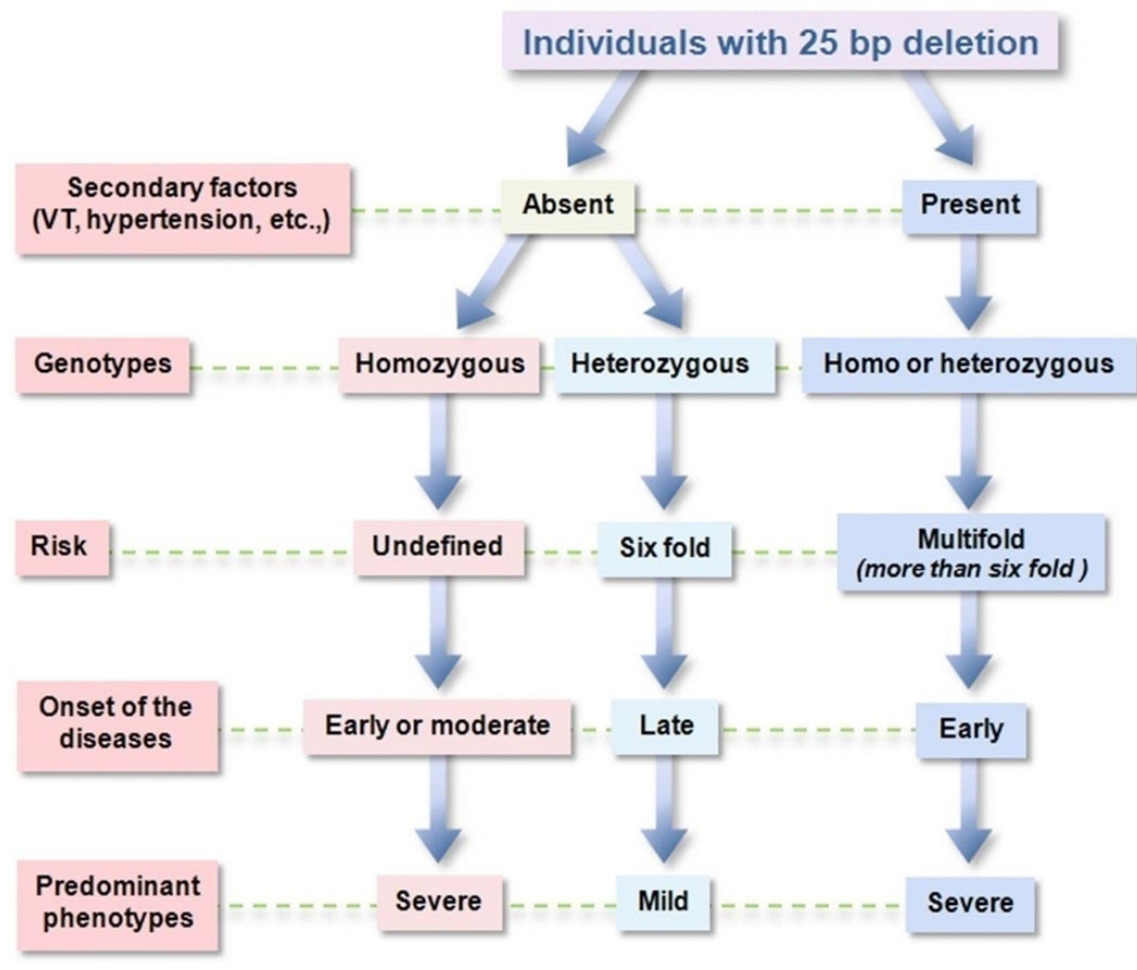 Individuals with 25 bp deletion
Secondary factors
(VT, hypertension, etc.,)
Absent
Present
Genotypes
Homozygous
Heterozygous
Homo or heterozygous
Risk
Undefined
Six fold
Multifold
(more than six fold )
Onset of the
diseases
Early or moderate
Late
Early
Predominant
phenotypes
Severe
Mild
Severe